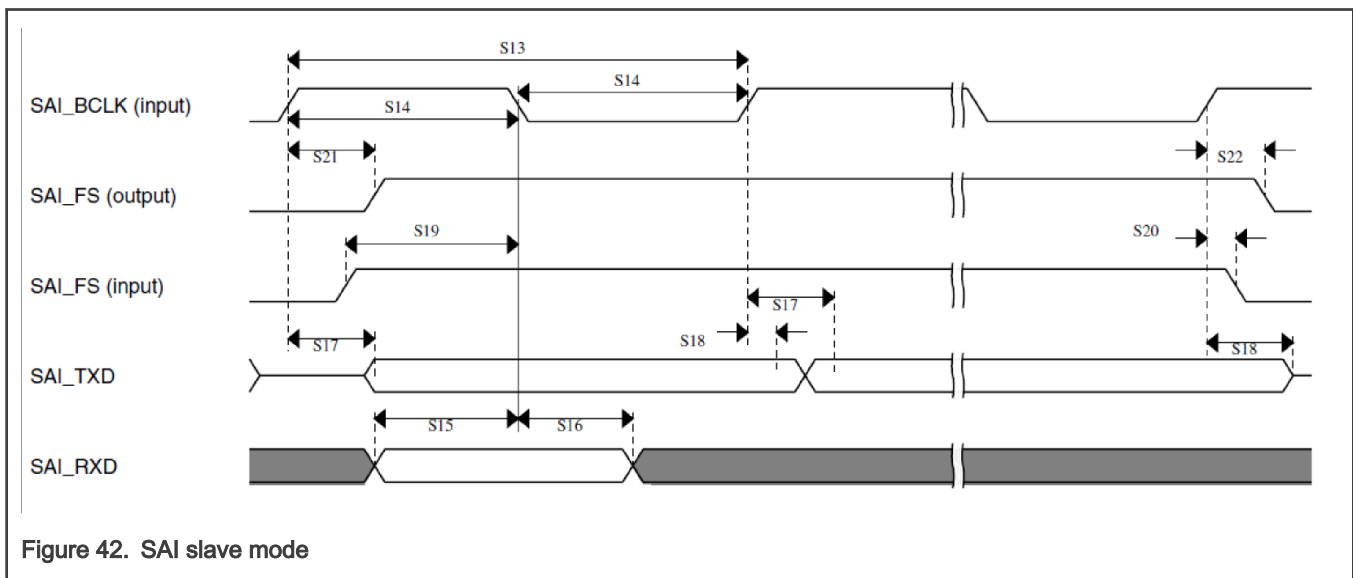 S13
S14
SAI_BCLK (input)
S14
S21
S22
SAI_FS (output)
S19
S20
SAI_FS (input)
S17
S18
S17
S18
SAI_TXD
S15
S16
SAI_RXD
Figure 42. SAI slave mode